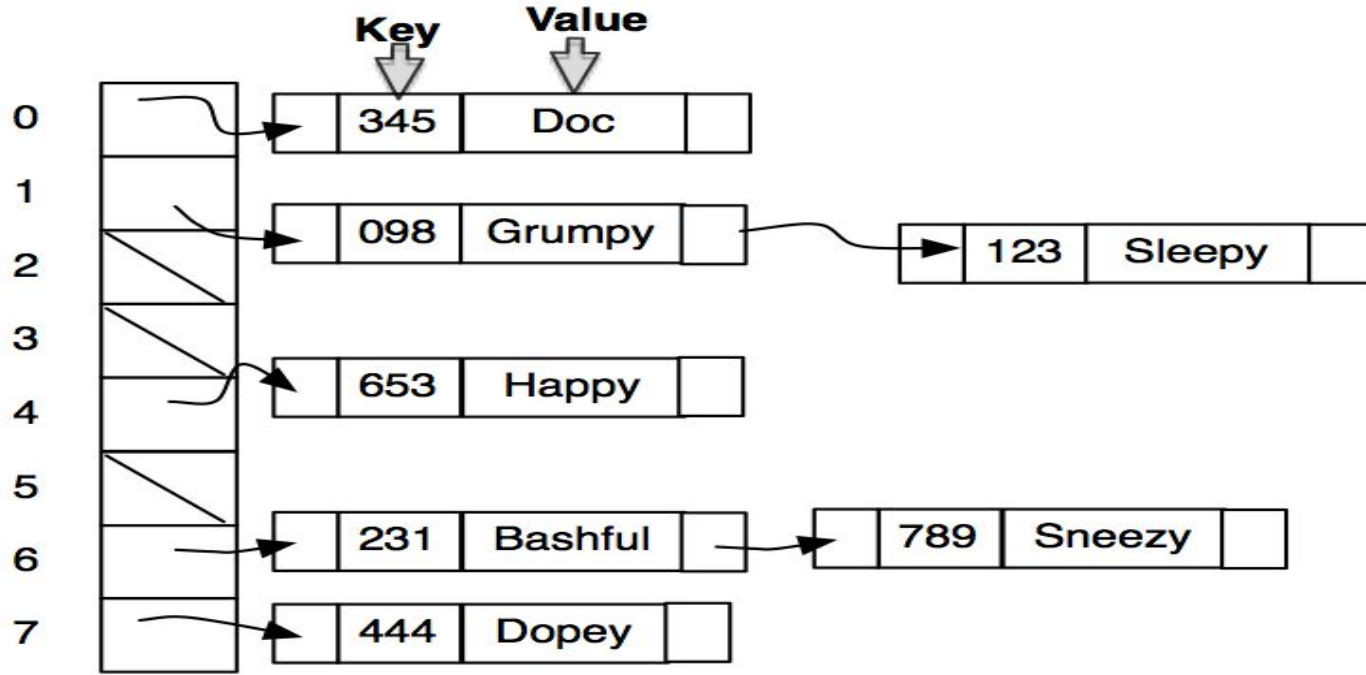 Key Value
0 345 Doc
1 098 Grumpy 123 Sleepy
2
3
4 653 Happy
5
6 231 Bashful 789 Sneezy
7 444 Dopey